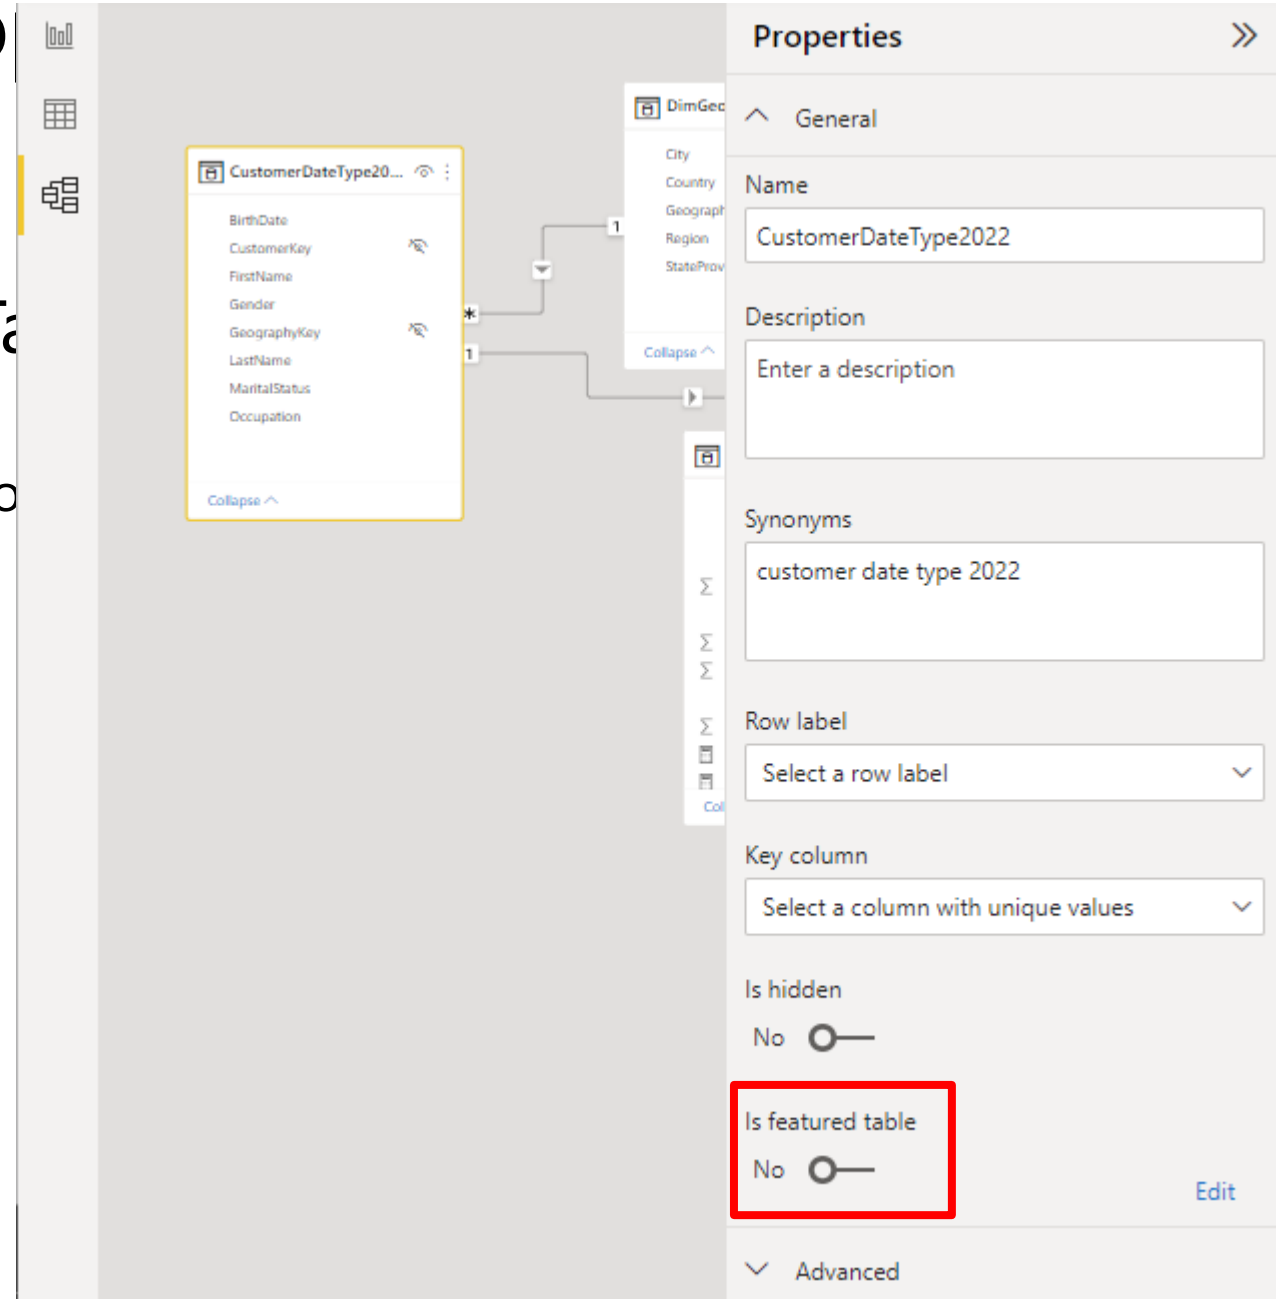 CustomerDateType20...
BirthDate
CustomerKey
FirstName
Gender
GeographyKey
LastName
MaritalStatus
Occupation
Collapse
*
1
1
DimGeo
City
Country
Geograph
Region
StateProv
Collapse
Σ
Σ
Σ
Σ
Col
Properties
General
Name
CustomerDateType2022
Description
Enter a description
Synonyms
customer date type 2022
Row label
Select a row label
Key column
Select a column with unique values
Is hidden
No
Is featured table
No
Edit
Advanced